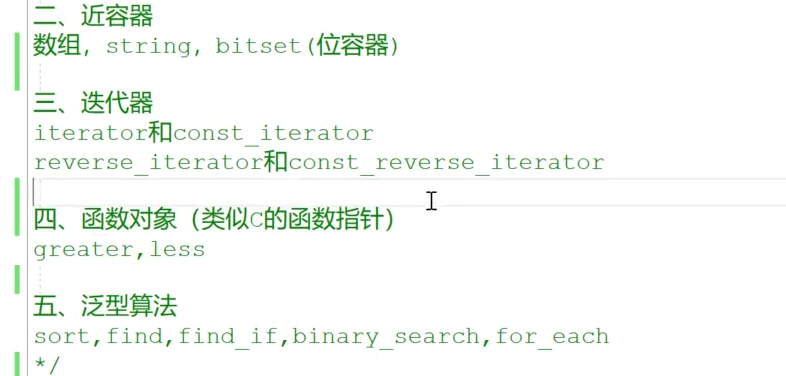 二、近容器
数组, string, bitset(位容器)
三、迭代器
iterator和const_iterator
reverse_iterator和const_reverse_iterator
四、函数对象（类似C的函数指针）
greater,less
五、泛型算法
sort,find,find_if,binary_search,for_each
*/